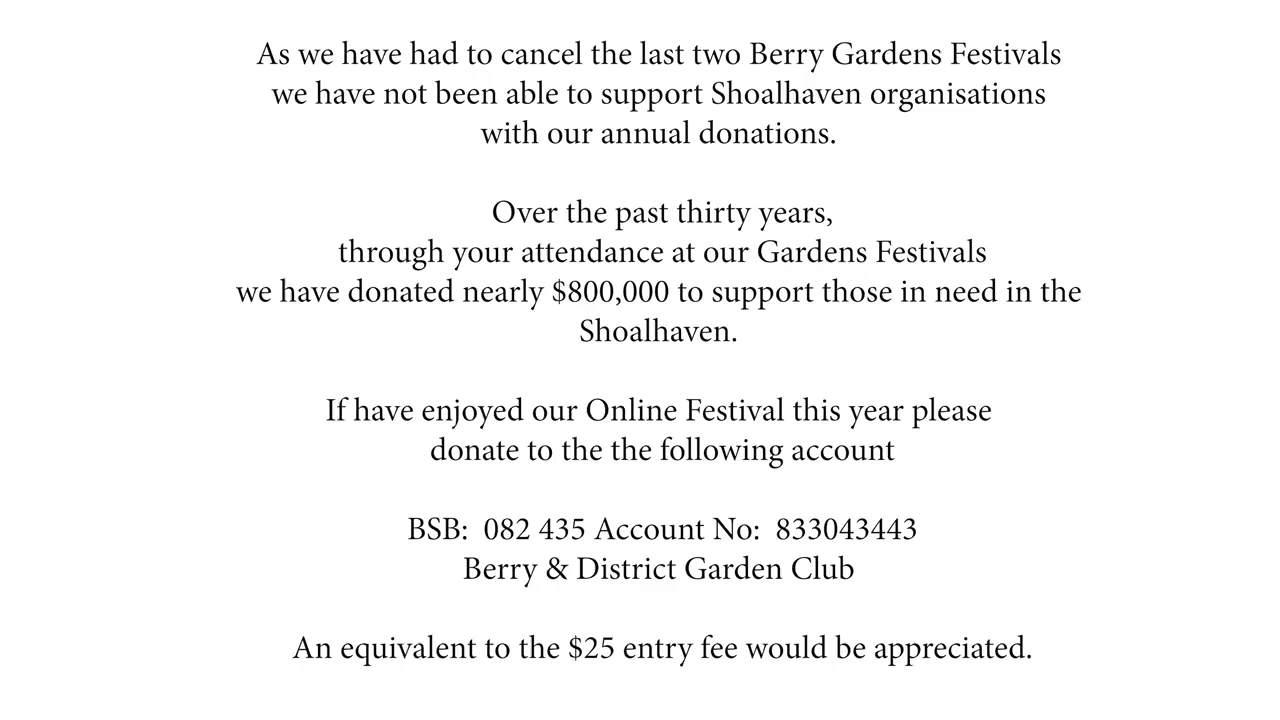 As we have had to cancel the last two Berry Gardens Festivals
we have not been able to support Shoalhaven organisations
with our annual donations.
Over the past thirty years,
through your attendance at our Gardens Festivals
we have donated nearly $800,000 to support those in need in the
Shoalhaven.
If have enjoyed our Online Festival this year please
donate to the the following account
BSB:  082 435 Account No:  833043443
Berry & District Garden Club
An equivalent to the $25 entry fee would be appreciated.